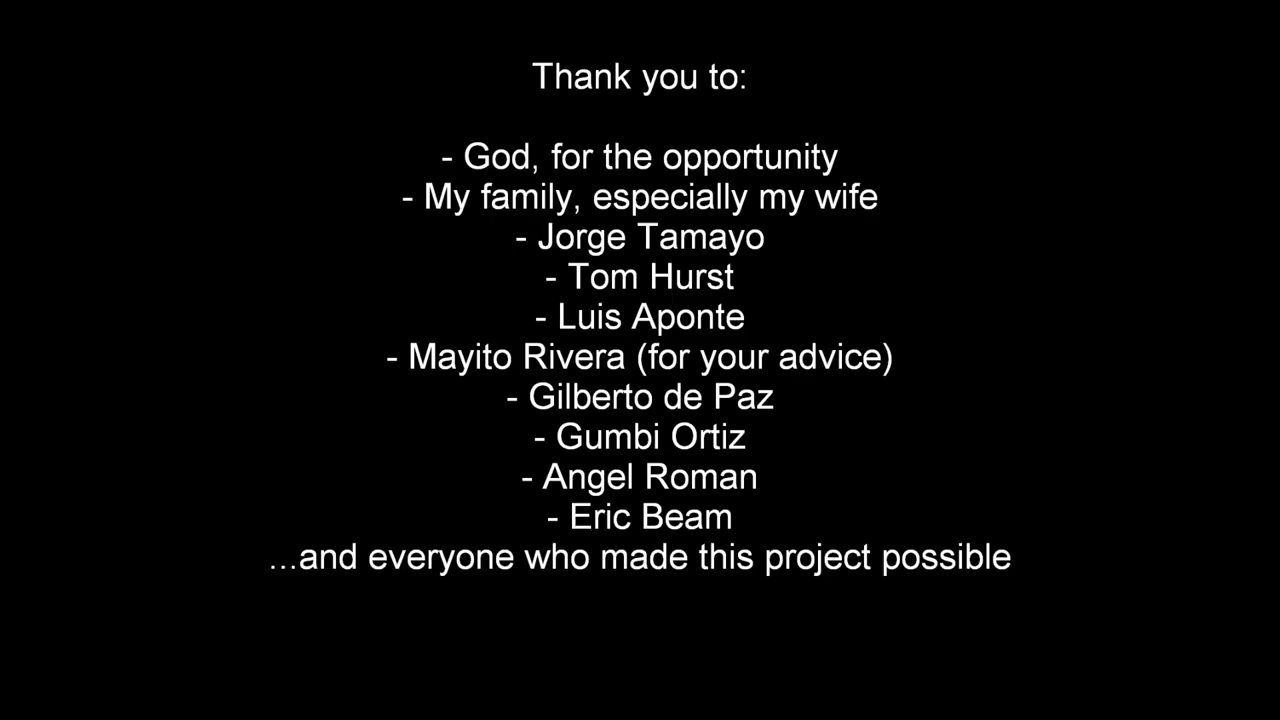 Thank you to:
- God, for the opportunity
- My family, especially my wife
- Jorge Tamayo
- Tom Hurst
- Luis Aponte
- Mayito Rivera (for your advice)
- Gilberto de Paz
- Gumbi Ortiz
- Angel Roman
- Eric Beam
...and everyone who made this project possible